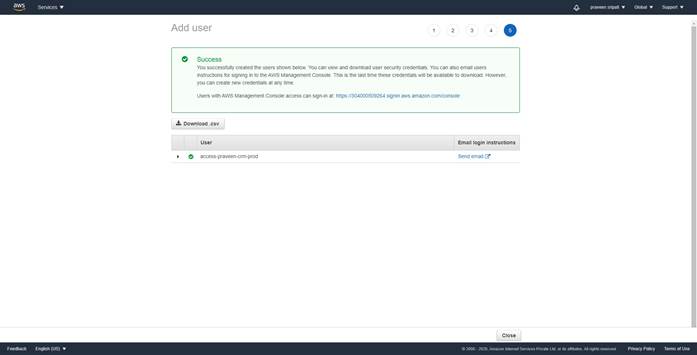 aws Services praveen sripati Global Support
Add user
1 2 3 4 5
Success
You successfully created the users shown below. You can view and download user security credentials. You can also email users
instructions for signing in to the AWS Management Console. This is the last time these credentials will be available to download. However,
you can create new credentials at any time.
Users with AWS Management Console access can sign-in at: https://304000509264.signin.aws.amazon.com/console
Download .csv
User Email login instructions
access-praveen-crm-prod Send email
Close
Feedback English (US) © 2008 - 2020, Amazon Internet Services Private Ltd. or its affiliates. All rights reserved. Privacy Policy Terms of Use